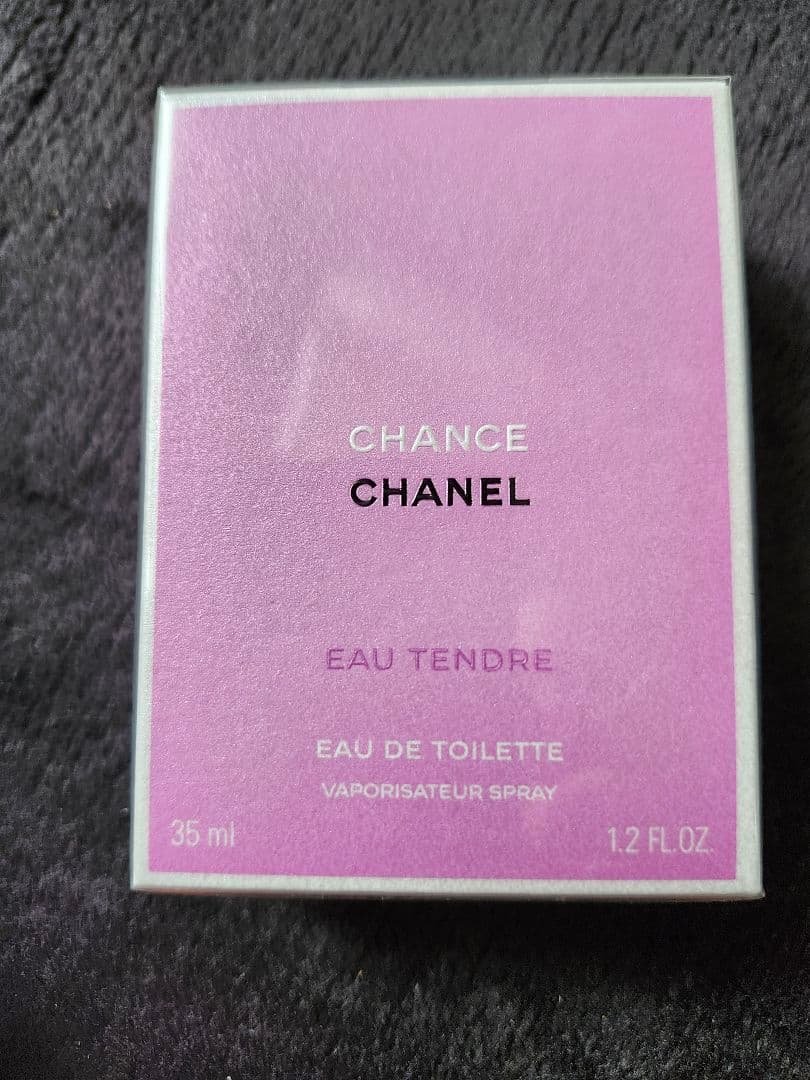 CHANCE
CHANEL
EAU TENDRE
EAU DE TOILETTE
VAPORISATEUR SPRAY
35 ml
1.2 FL.OZ.